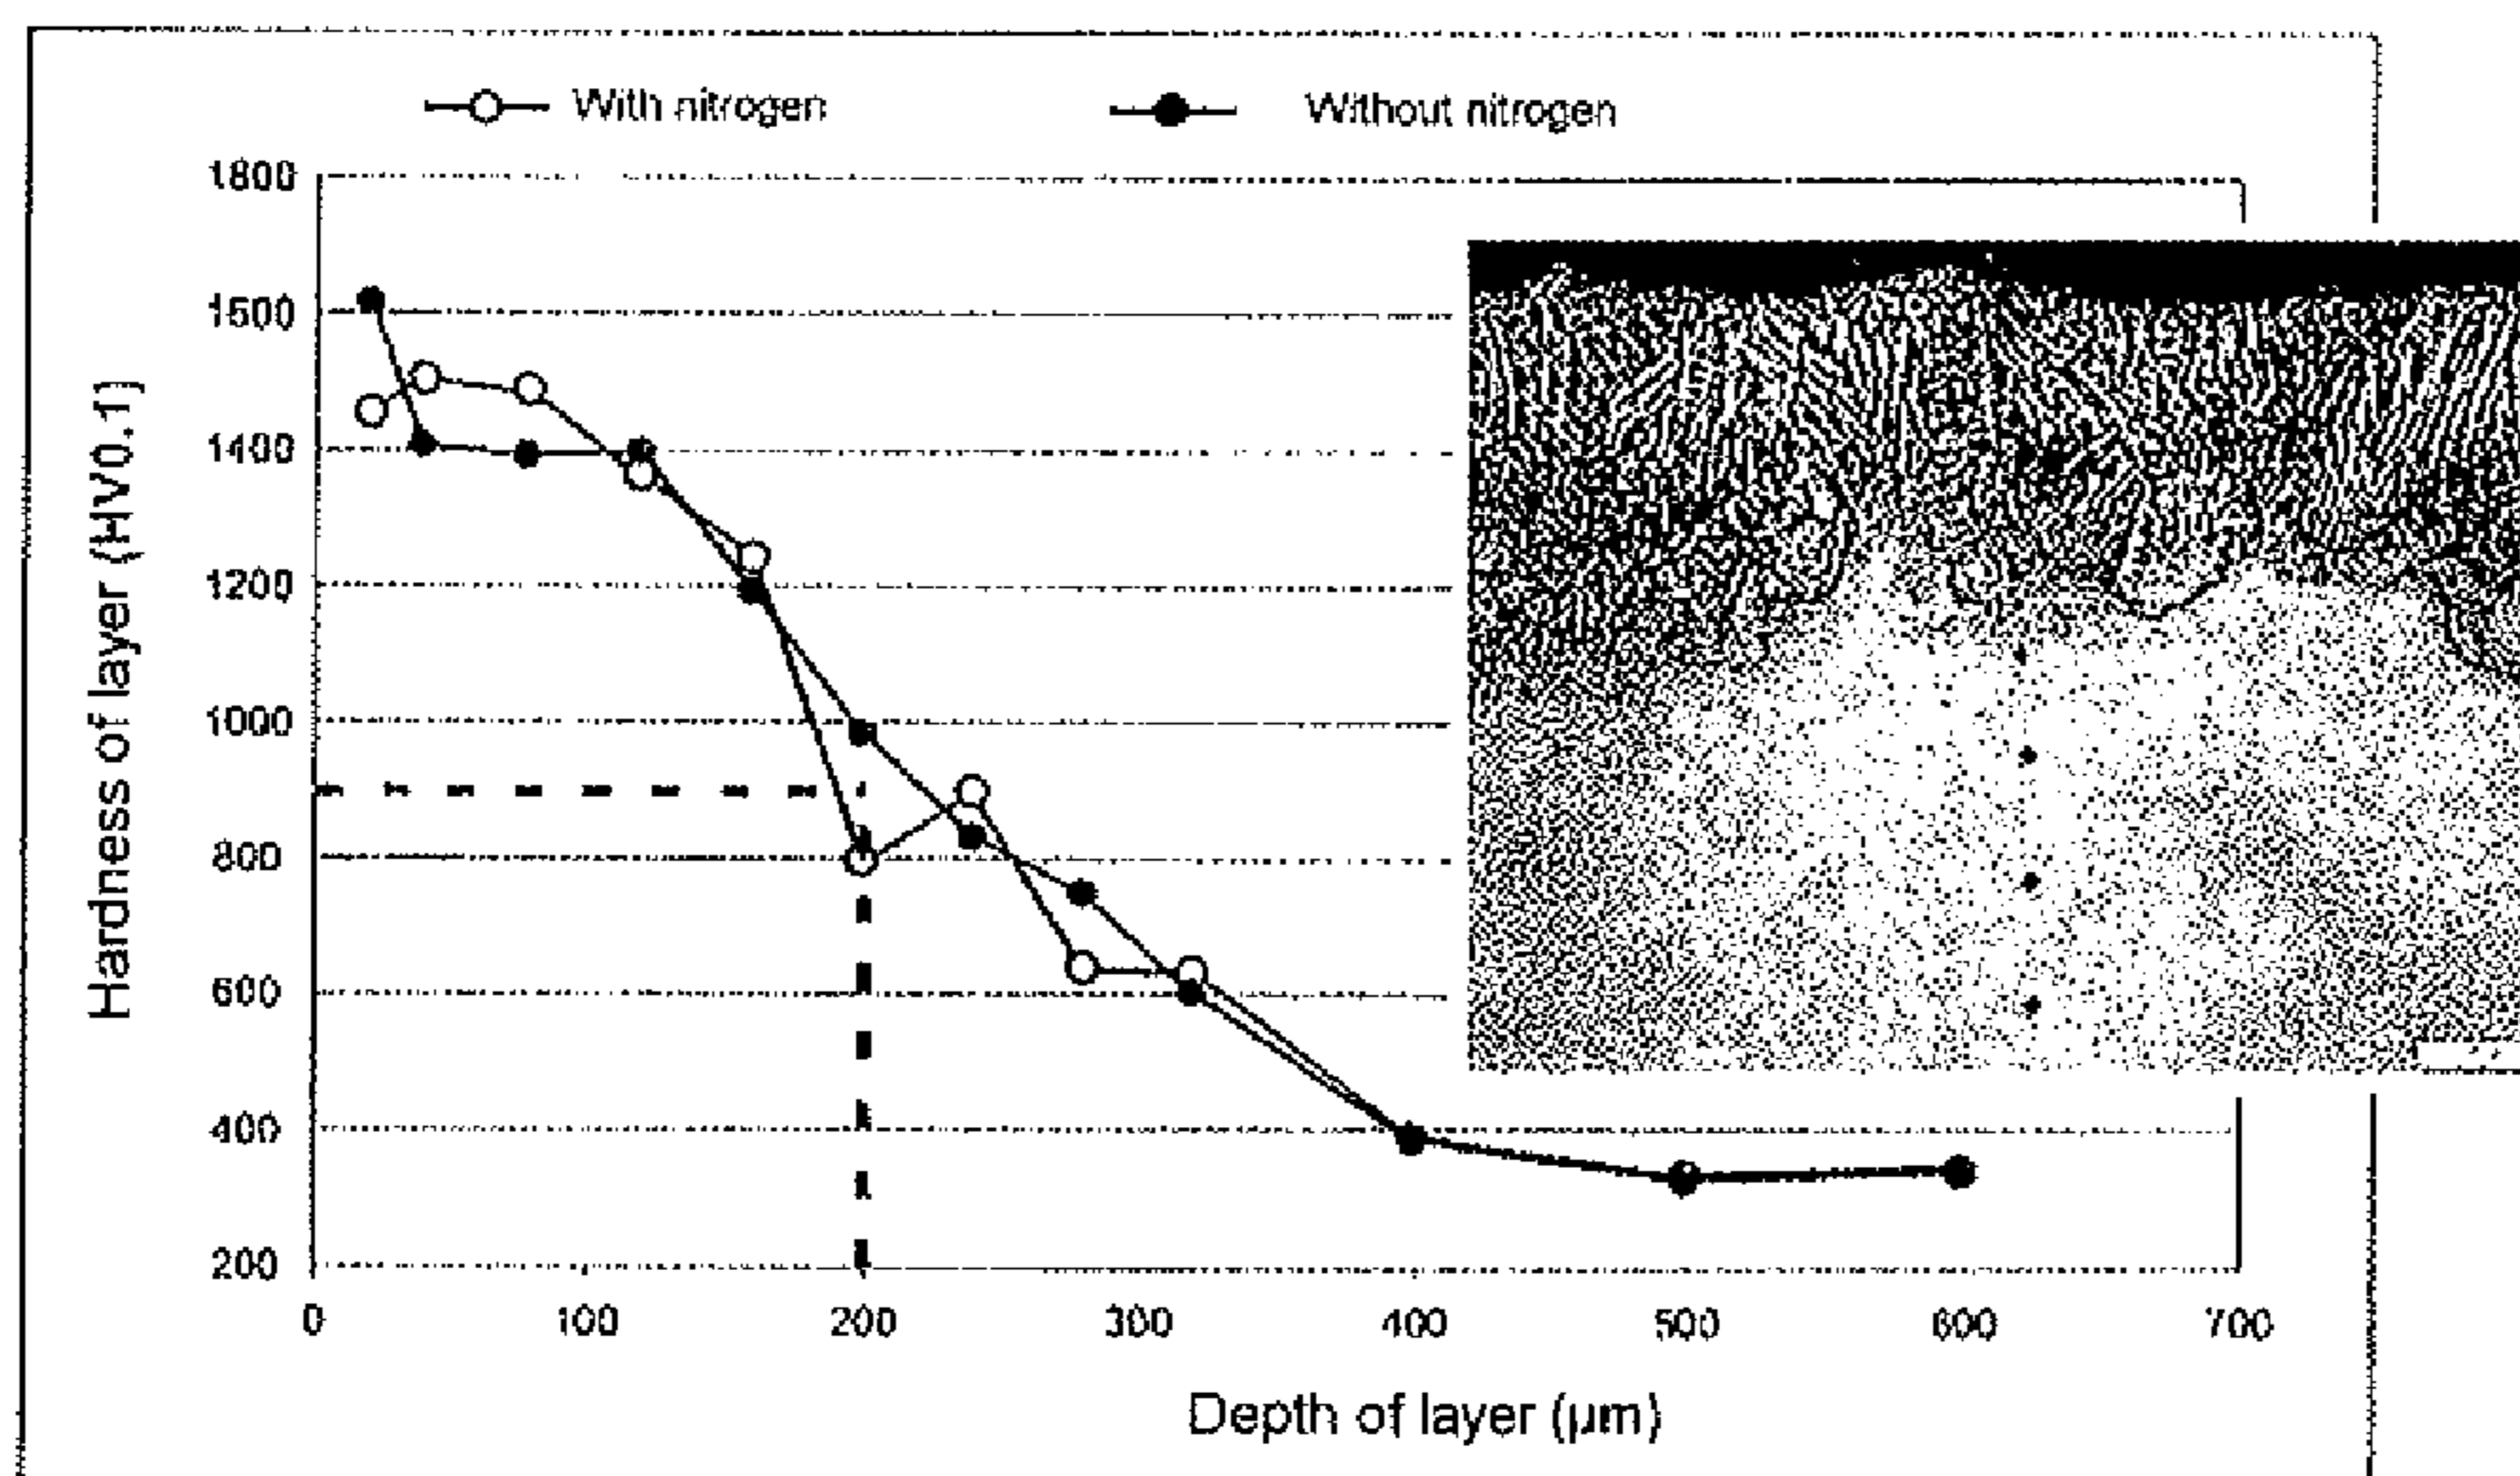 With nitrogen
Without nitrogen
Hardness of layer (HV0.1)
1800
1500
1400
1200
1000
800
600
400
200
0 100 200 300 400 500 600 700
Depth of layer (µm)